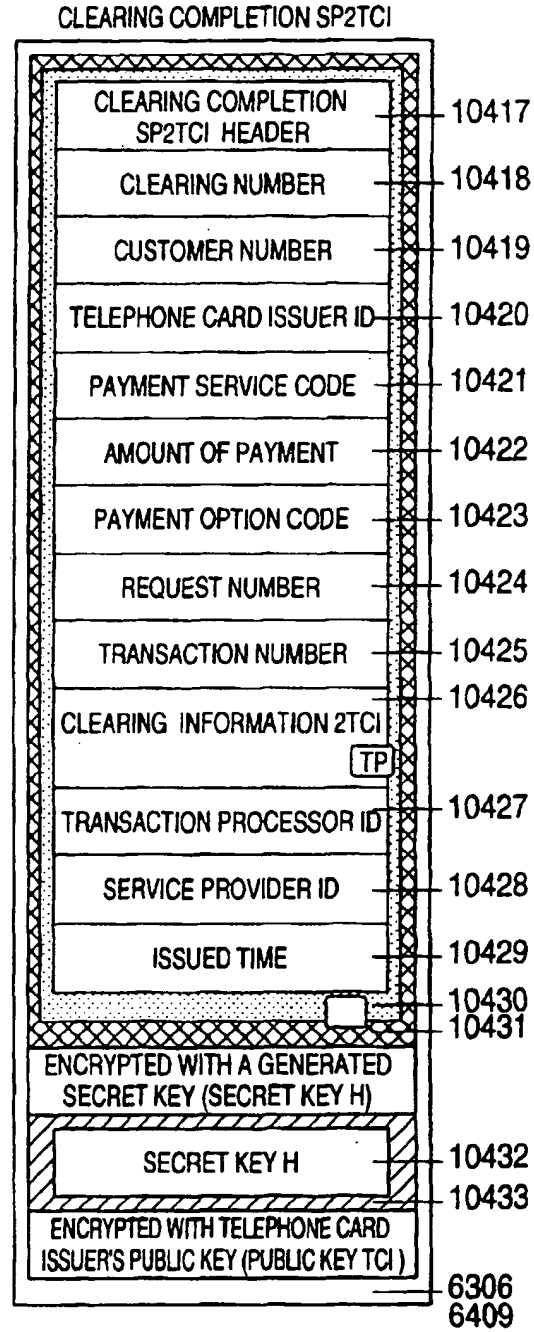 CLEARING COMPLETION SP2TCI
CLEARING COMPLETION
SP2TCI HEADER
10417
CLEARING NUMBER
10418
CUSTOMER NUMBER
10419
TELEPHONE CARD ISSUER ID
10420
PAYMENT SERVICE CODE
10421
AMOUNT OF PAYMENT
10422
PAYMENT OPTION CODE
10423
REQUEST NUMBER
10424
TRANSACTION NUMBER
10425
10426
CLEARING INFORMATION 2TCI
TP
TRANSACTION PROCESSOR ID
10427
SERVICE PROVIDER ID
10428
ISSUED TIME
10429
10430
10431
ENCRYPTED WITH A GENERATED
SECRET KEY (SECRET KEY H)
SECRET KEY H
10432
10433
ENCRYPTED WITH TELEPHONE CARD
ISSUER'S PUBLIC KEY (PUBLIC KEY TCI )
6306
6409